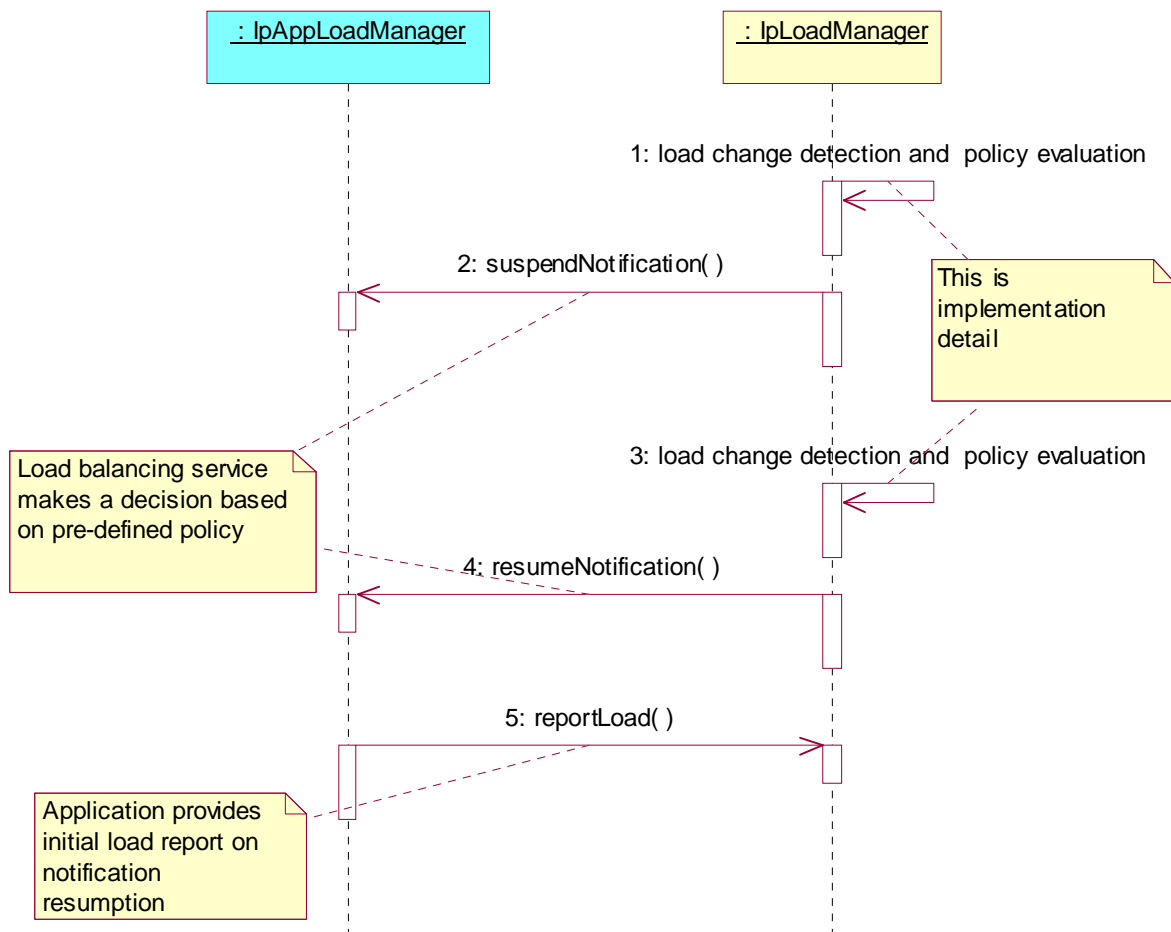 : IpAppLoadManager
: IpLoadManager
1: load change detection and policy evaluation
2: suspendNotification( )
This is
implementation
detail
Load balancing service
makes a decision based
on pre-defined policy
3: load change detection and policy evaluation
4: resumeNotification( )
5: reportLoad( )
Application provides
initial load report on
notification
resumption